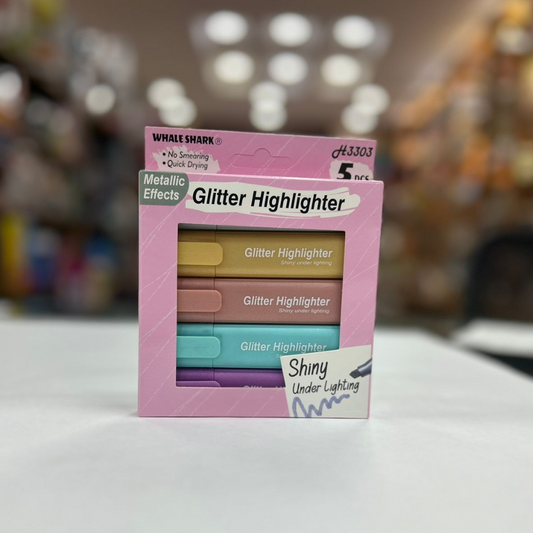 WHALE SHARK®
• No Smearing
• Quick Drying
H3303
5 PCS
Metallic
Effects
Glitter Highlighter
Glitter Highlighter
Shiny under lighting
Glitter Highlighter
Shiny under lighting
Glitter Highlighter
Shiny
Under Lighting